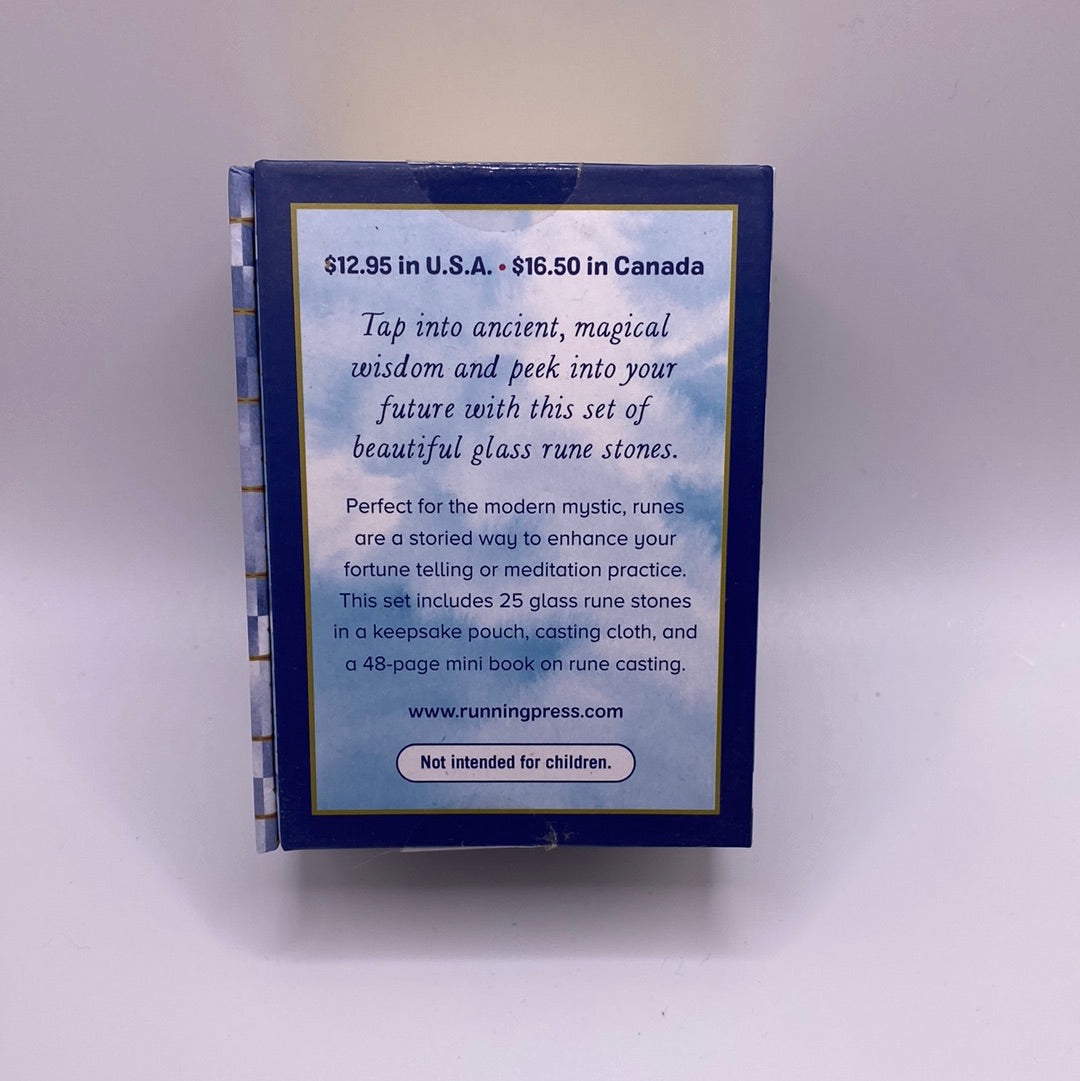 $12.95 in U.S.A. • $16.50 in Canada
Tap into ancient, magical
wisdom and peek into your
future with this set of
beautiful glass rune stones.
Perfect for the modern mystic, runes
are a storied way to enhance your
fortune telling or meditation practice.
This set includes 25 glass rune stones
in a keepsake pouch, casting cloth, and
a 48-page mini book on rune casting.
www.runningpress.com
Not intended for children.